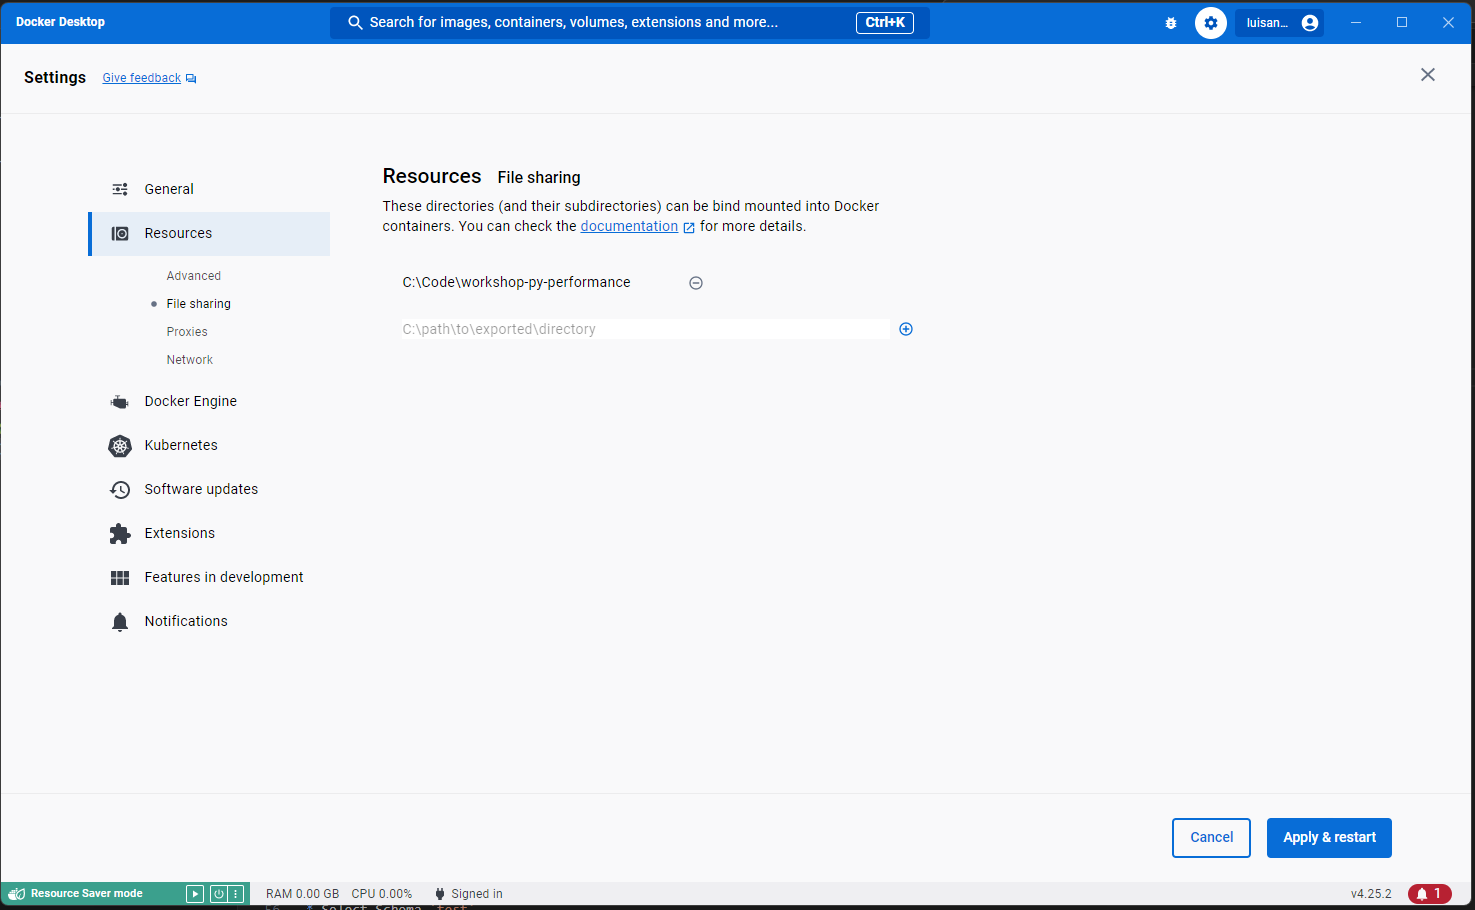 Docker Desktop
Search for images, containers, volumes, extensions and more...
Ctrl+K
luisan...
Settings
Give feedback
General
Resources
Advanced
File sharing
Proxies
Network
Docker Engine
Kubernetes
Software updates
Extensions
Features in development
Notifications
Resources File sharing
These directories (and their subdirectories) can be bind mounted into Docker
containers. You can check the documentation for more details.
C:\Code\workshop-py-performance
C:\path\to\exported\directory
Cancel
Apply & restart
Resource Saver mode
RAM 0.00 GB CPU 0.00%
Signed in
v4.25.2
1